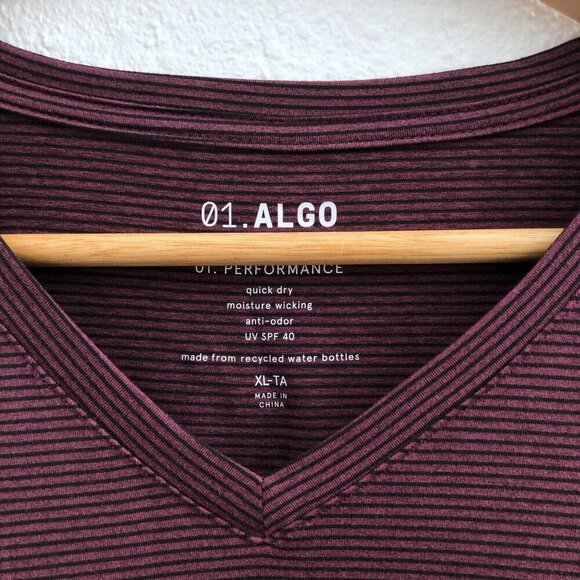 01.ALGO
01. PERFORMANCE
quick dry
moisture wicking
anti-odor
UV SPF 40
made from recycled water bottles
XL-TA
MADE IN
CHINA